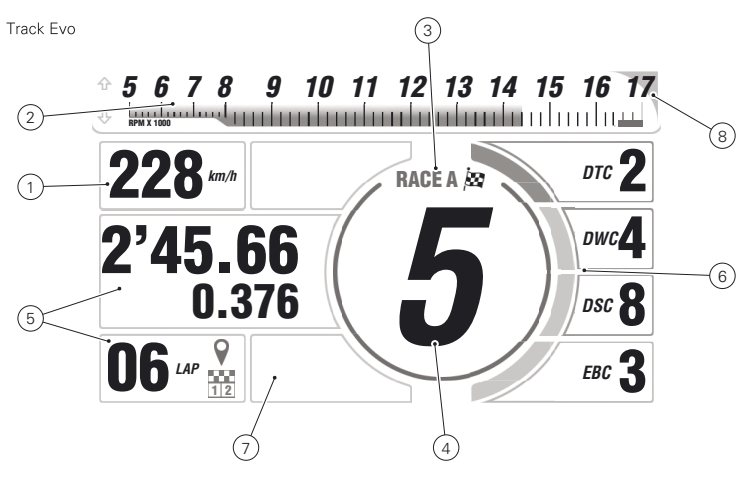 Track Evo
3
5 6 7 8 9 10 11 12 13 14 15 16 17
2
RPM X 1000
8
228 km/h
RACE A
DTC 2
1
5
DWC 4
2’45.66
6
0.376
DSC 8
5
06 LAP
1 2
EBC 3
7
4